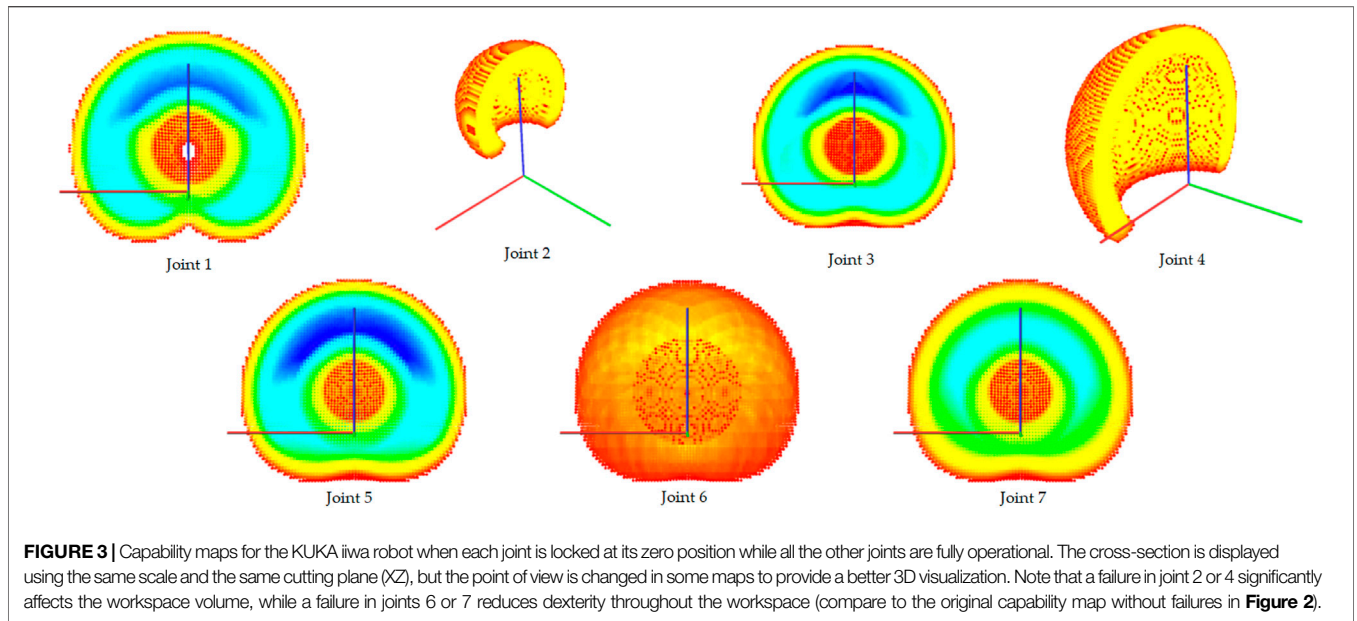 Joint 1
Joint 2
Joint 3
Joint 4
Joint 5
Joint 6
Joint 7
FIGURE 3 | Capability maps for the KUKA iiwa robot when each joint is locked at its zero position while all the other joints are fully operational. The cross-section is displayed
using the same scale and the same cutting plane (XZ), but the point of view is changed in some maps to provide a better 3D visualization. Note that a failure in joint 2 or 4 significantly
affects the workspace volume, while a failure in joints 6 or 7 reduces dexterity throughout the workspace (compare to the original capability map without failures in Figure 2).